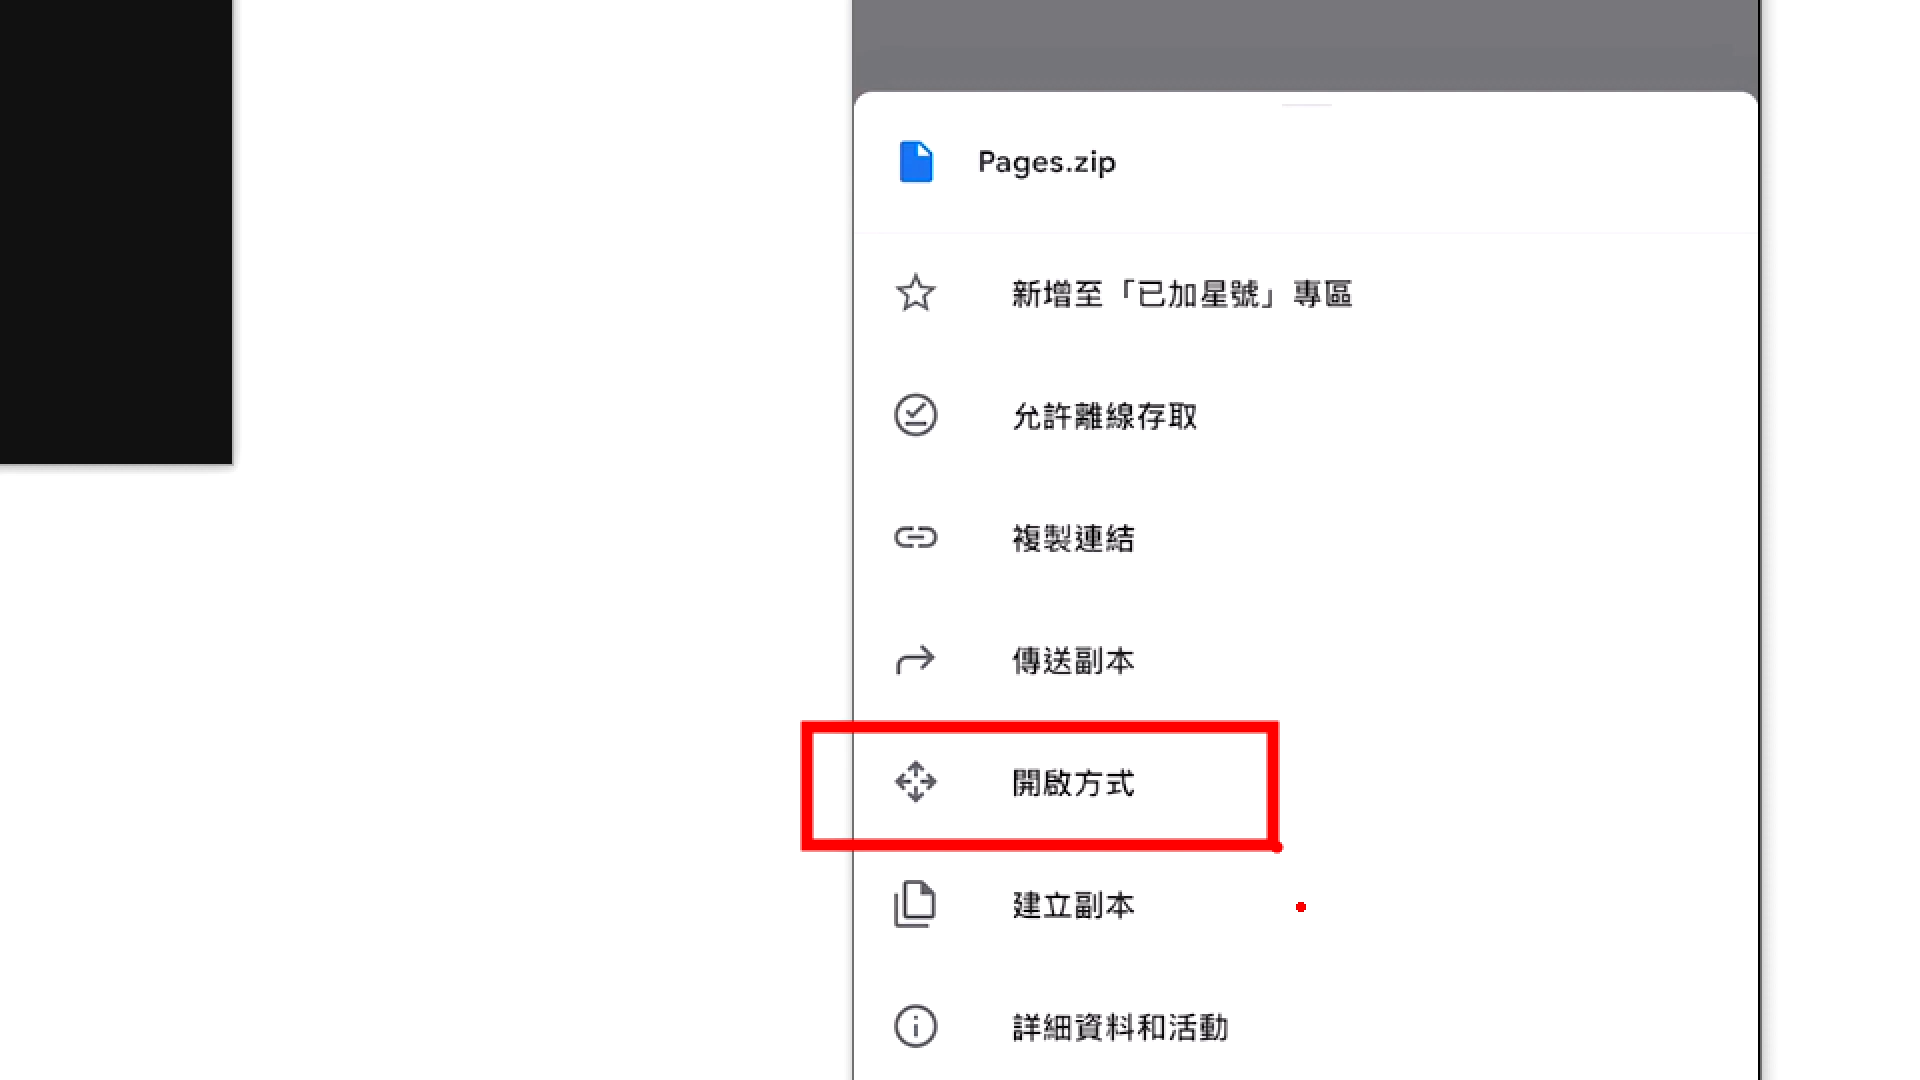 Pages.zip
新增至「已加星號」專區
允許離線存取
複製連結
傳送副本
開啟方式
建立副本
詳細資料和活動